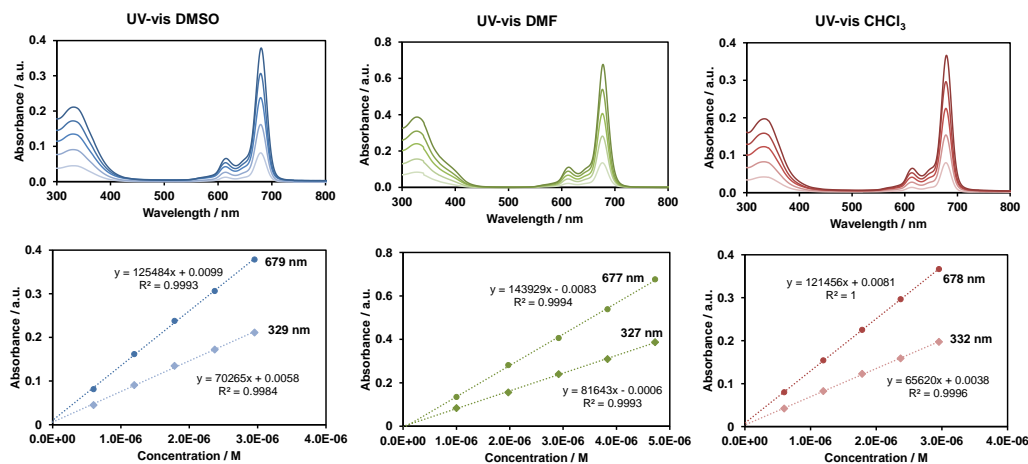 UV-vis DMSO
Absorbance / a.u.
0.4
0.3
0.2
0.1
0.0
300 400 500 600 700 800
Wavelength / nm
UV-vis DMF
Absorbance / a.u.
0.8
0.6
0.4
0.2
0.0
300 400 500 600 700 800
Wavelength / nm
UV-vis CHCl₃
Absorbance / a.u.
0.4
0.3
0.2
0.1
0.0
300 400 500 600 700 800
Wavelength / nm
Absorbance / a.u.
0.4
0.3
0.2
0.1
0
679 nm
y = 125484x + 0.0099
R² = 0.9993
329 nm
y = 70265x + 0.0058
R² = 0.9984
0.0E+00 1.0E-06 2.0E-06 3.0E-06 4.0E-06
Concentration / M
Absorbance / a.u.
0.8
0.6
0.4
0.2
0
677 nm
y = 143929x - 0.0083
R² = 0.9994
327 nm
y = 81643x - 0.0006
R² = 0.9993
0.0E+00 1.0E-06 2.0E-06 3.0E-06 4.0E-06 5.0E-06
Concentration / M
Absorbance / a.u.
0.4
0.3
0.2
0.1
0
678 nm
y = 121456x + 0.0081
R² = 1
332 nm
y = 65620x + 0.0038
R² = 0.9996
0.0E+00 1.0E-06 2.0E-06 3.0E-06 4.0E-06
Concentration / M